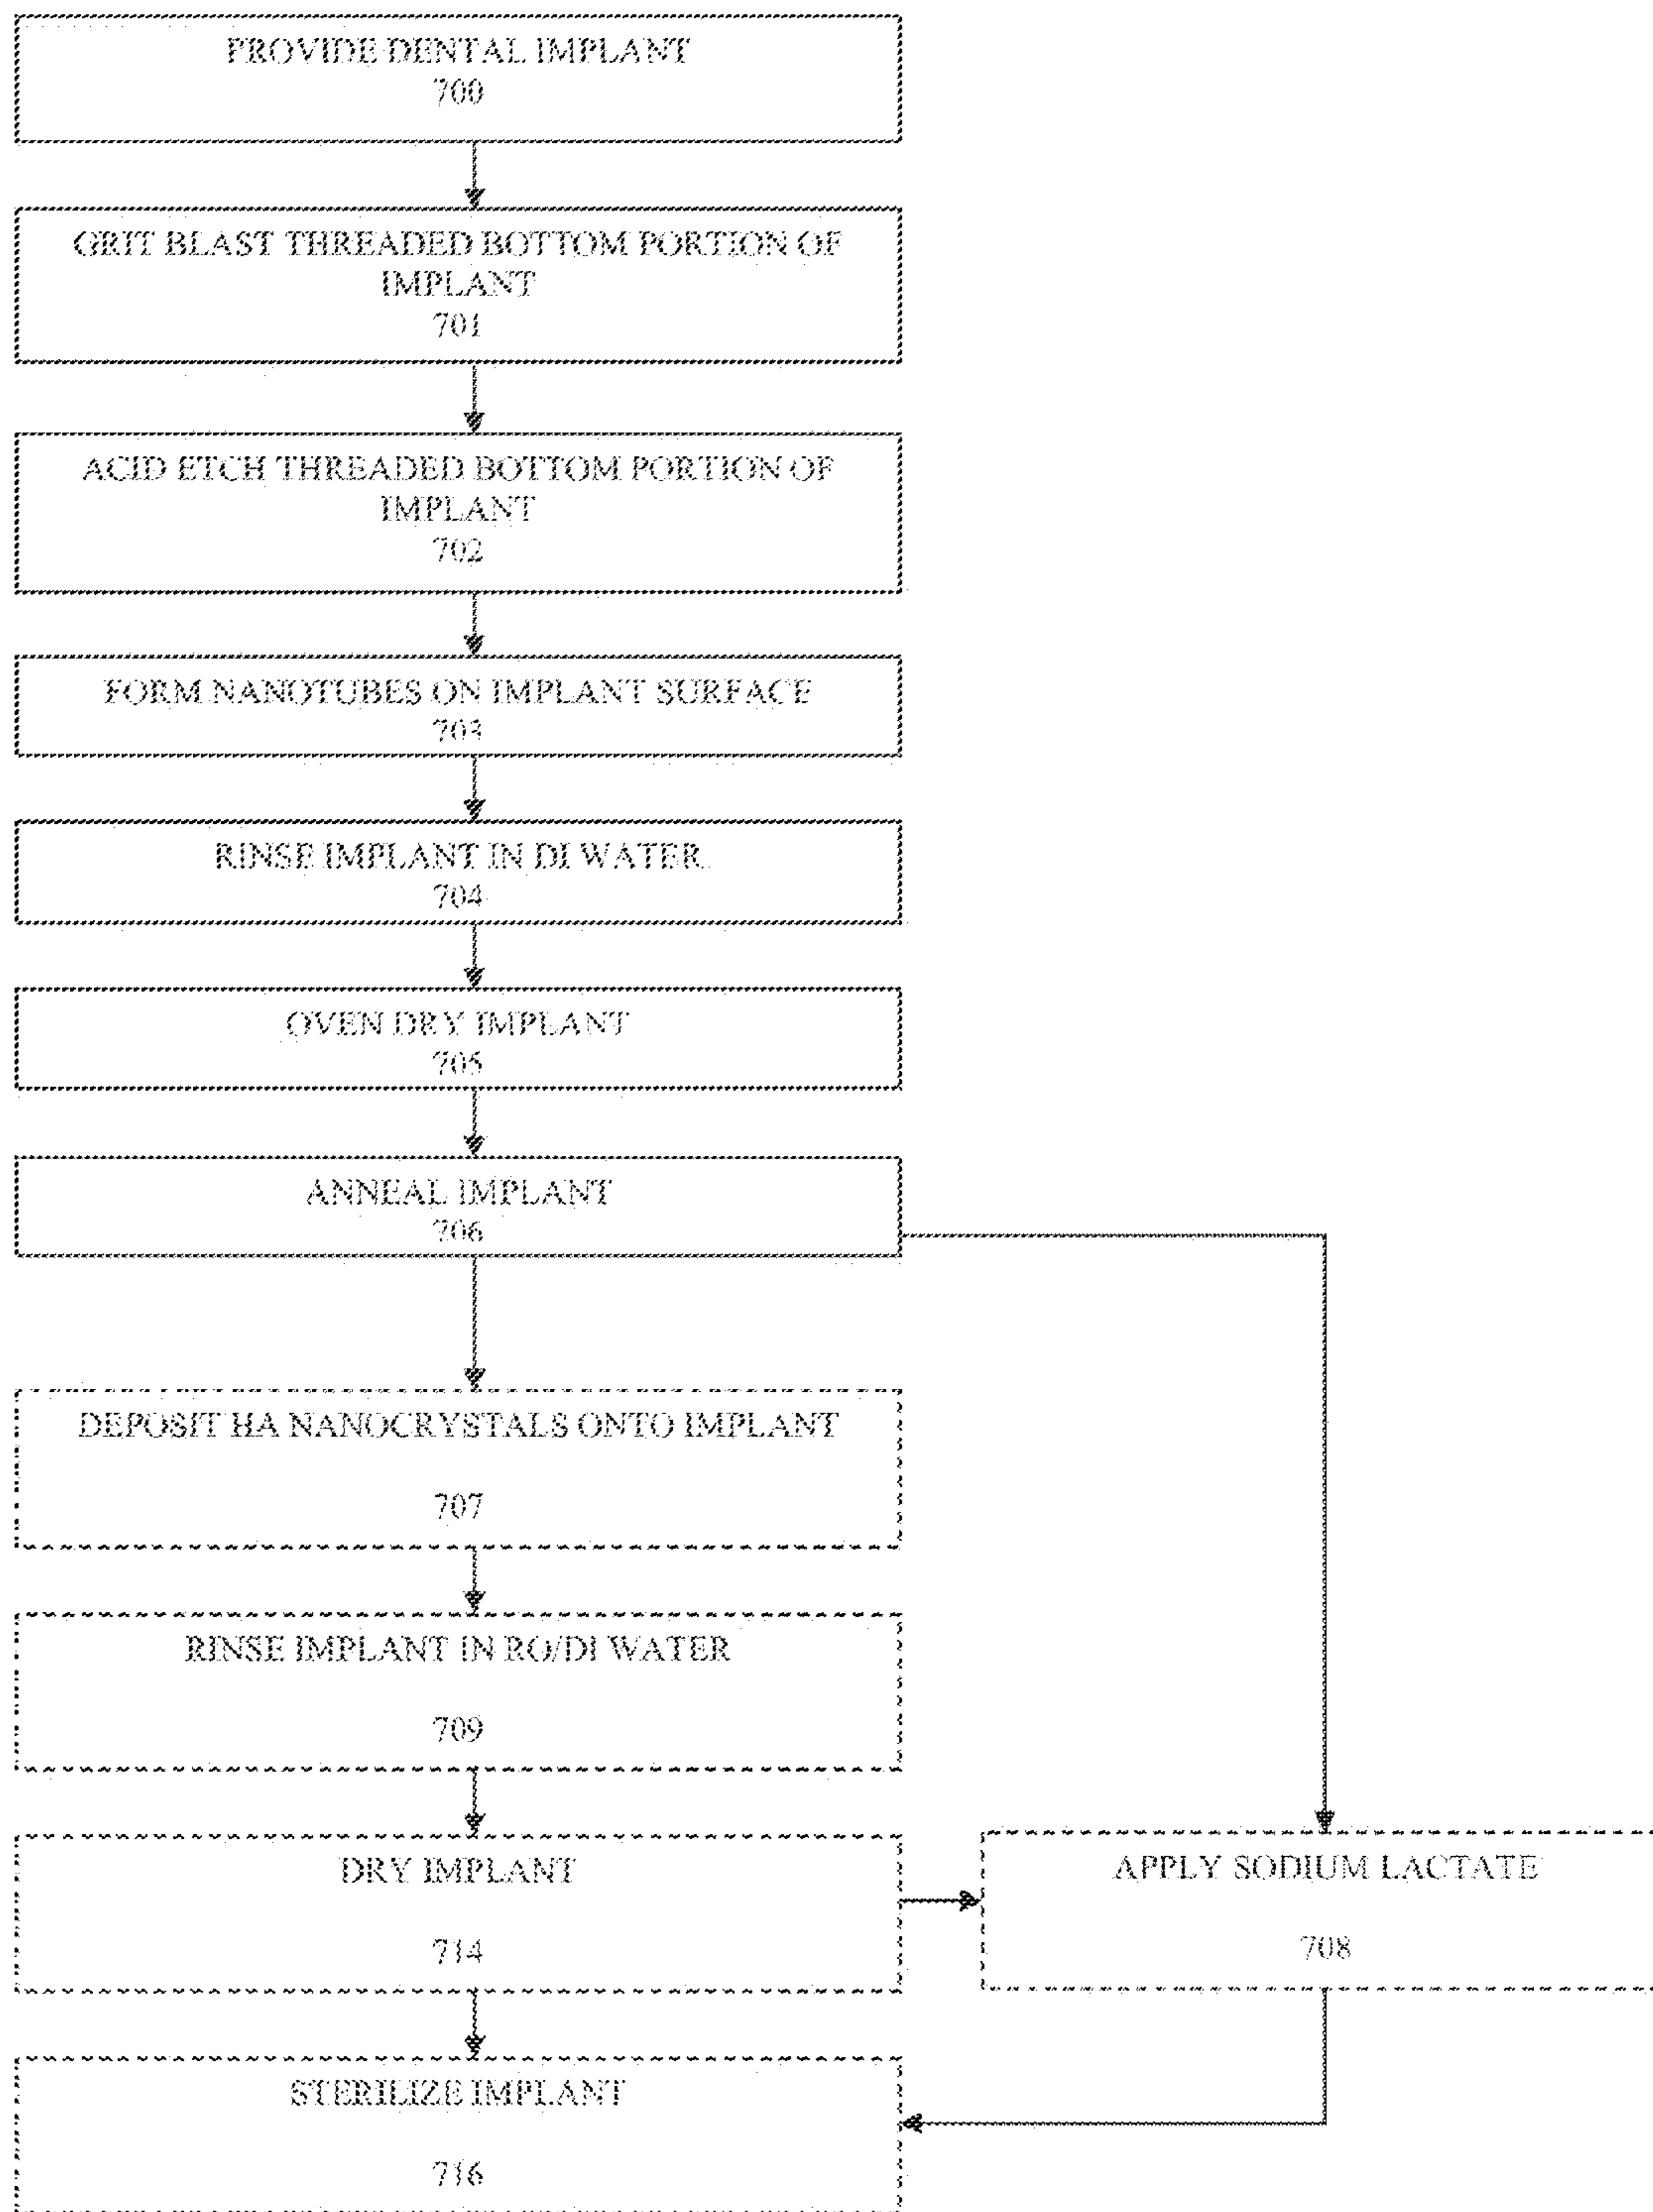 PROVIDE DENTAL IMPLANT
700
GRIT BLAST THREADED BOTTOM PORTION OF
IMPLANT
701
ACID ETCH THREADED BOTTOM PORTION OF
IMPLANT
702
FORM NANOTUBES ON IMPLANT SURFACE
703
RINSE IMPLANT IN DI WATER
704
OVEN DRY IMPLANT
705
ANNEAL IMPLANT
706
DEPOSIT HA NANOCRYSTALS ONTO IMPLANT
707
RINSE IMPLANT IN RO/DI WATER
709
DRY IMPLANT
714
APPLY SODIUM LACTATE
708
STERILIZE IMPLANT
716